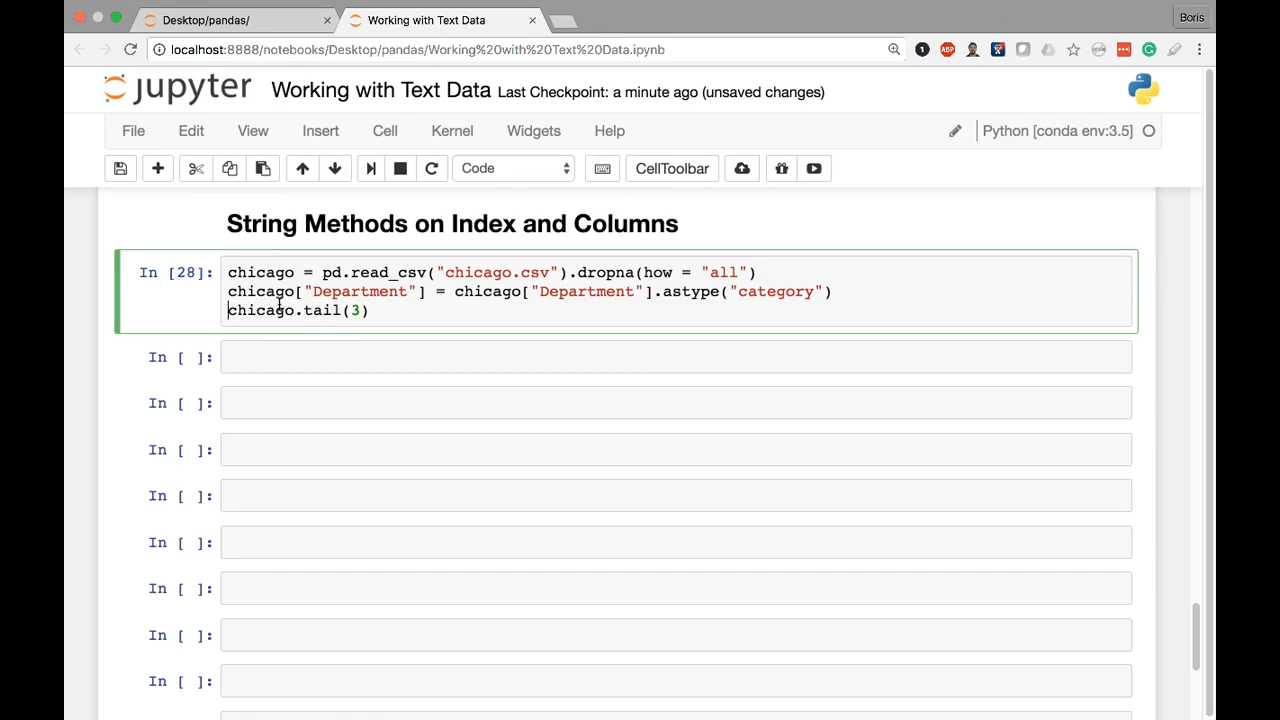 Desktop/pandas/
Working with Text Data
Boris
localhost:8888/notebooks/Desktop/pandas/Working%20with%20Text%20Data.ipynb
jupyter Working with Text Data Last Checkpoint: a minute ago (unsaved changes)
File Edit View Insert Cell Kernel Widgets Help Python [conda env:3.5]
Code CellToolbar
String Methods on Index and Columns
In [28]: chicago = pd.read_csv("chicago.csv").dropna(how = "all")
chicago["Department"] = chicago["Department"].astype("category")
chicago.tail(3)
In [ ]:
In [ ]:
In [ ]:
In [ ]:
In [ ]:
In [ ]:
In [ ]:
In [ ]: